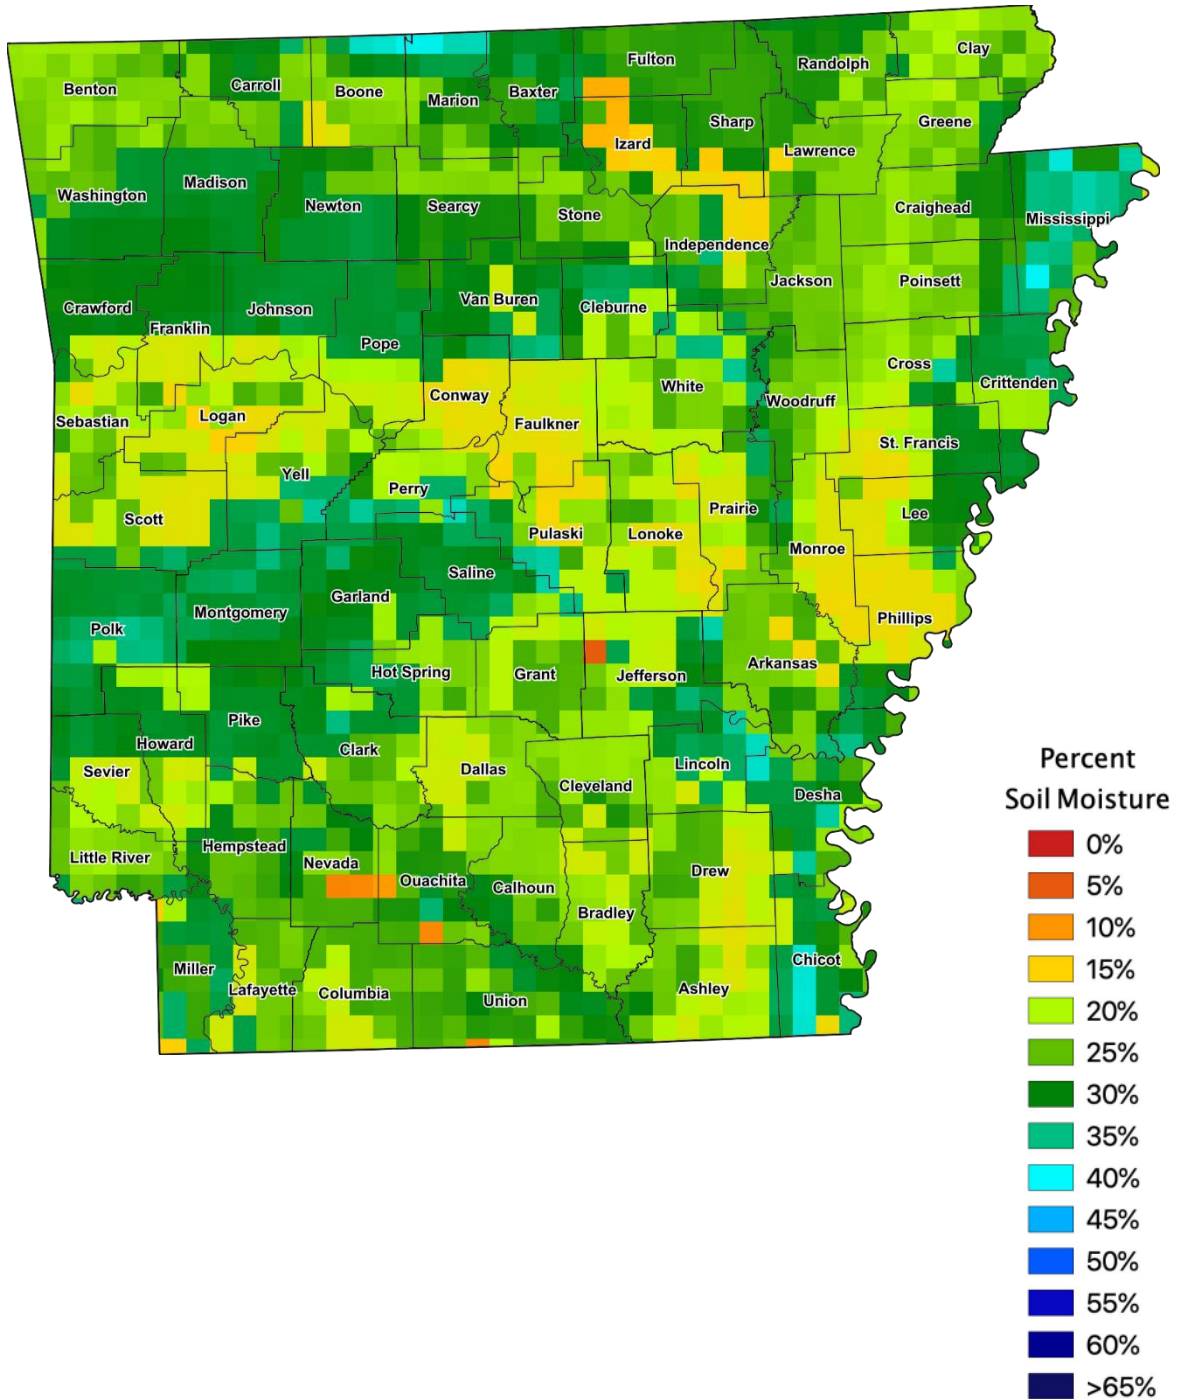 Clay
Fulton
Randolph
Carroll
Benton
Boone
Baxter
Marion
Sharp
Greene
Izard
Lawrence
Madison
Washington
Newton
Searcy
Craighead
Stone
Mississippi
Independence
Jackson
Poinsett
Van Buren
Crawford
Johnson
Cleburne
Franklin
Pope
Cross
Crittenden
White
Conway
Woodruff
Logan
Sebastian
Faulkner
St. Francis
Yell
Perry
Prairie
Lee
Scott
Pulaski
Lonoke
Monroe
Saline
Garland
Montgomery
Phillips
Polk
Arkansas
Hot Spring
Grant
Jefferson
Pike
Howard
Clark
Percent
Soil Moisture
Lincoln
Sevier
Dallas
Cleveland
Desha
0%
Hempstead
Little River
Nevada
Drew
Ouachita
Calhoun
5%
Bradley
10%
Chicot
Miller
15%
Lafayette
Columbia
Ashley
Union
20%
25%
30%
35%
40%
45%
50%
55%
60%
>65%